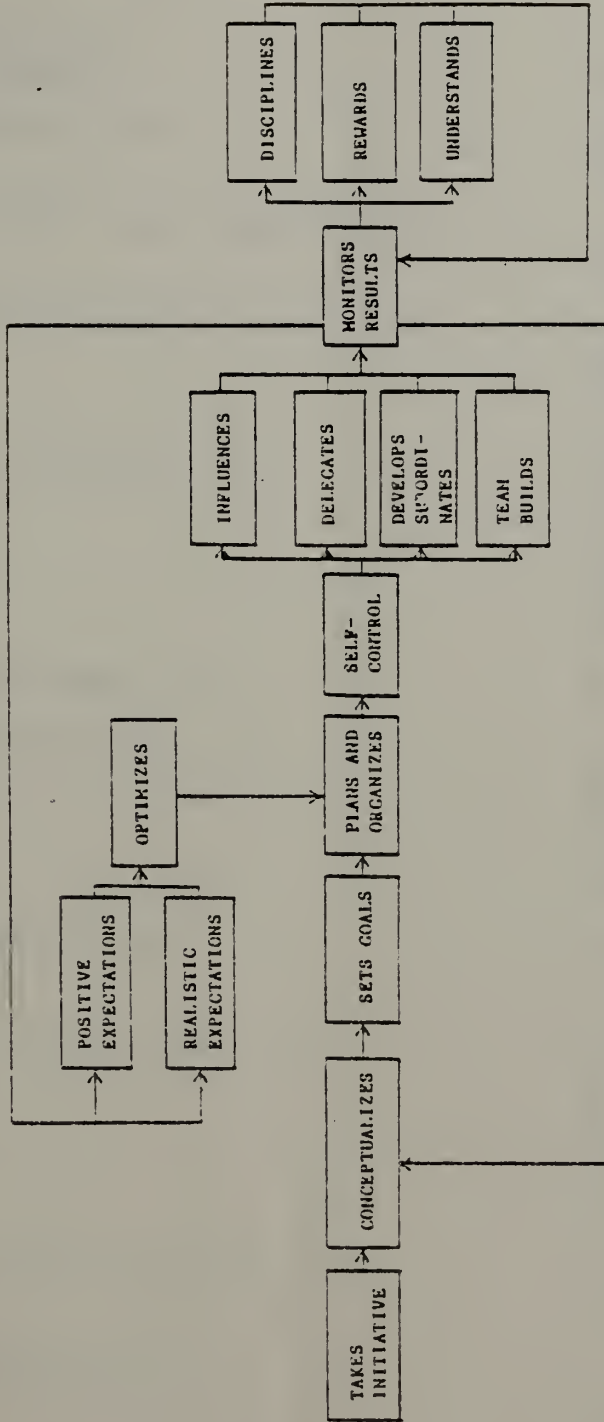 TAKES
INITIATIVE
CONCEPTUALIZES
SETS GOALS
POSITIVE
EXPECTATIONS
REALISTIC
EXPECTATIONS
OPTIMIZES
PLANS AND
ORGANIZES
SELF-
CONTROL
INFLUENCES
DELEGATES
DEVELOPS
SUBORDI-
NATES
TEAM
BUILDS
MONITORS
RESULTS
DISCIPLINES
REWARDS
UNDERSTANDS